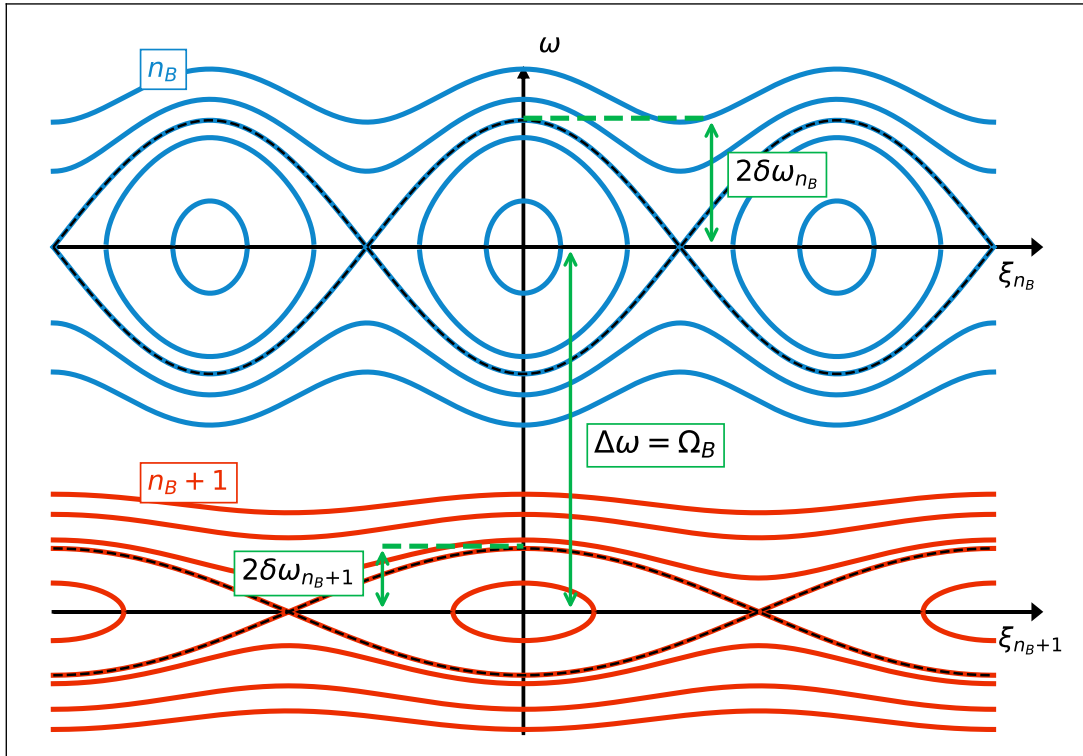 ω
n_B
2δω_{n_B}
ξ_{n_B}
Δω = Ω_B
n_B + 1
2δω_{n_B+1}
ξ_{n_B+1}